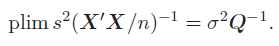 plim s²(X′X/n)⁻¹ = σ²Q⁻¹.